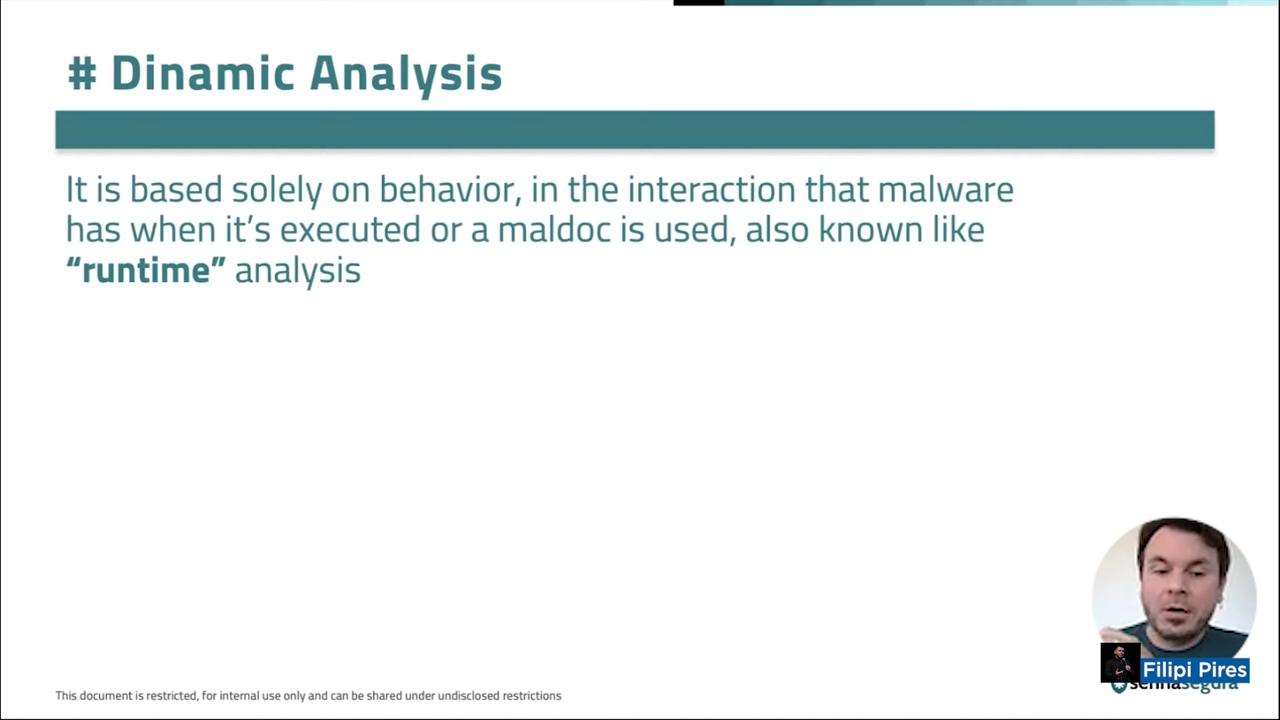 # Dinamic Analysis
It is based solely on behavior, in the interaction that malware
has when it’s executed or a maldoc is used, also known like
“runtime” analysis
Filipi Pires
senhasegura
This document is restricted, for internal use only and can be shared under undisclosed restrictions